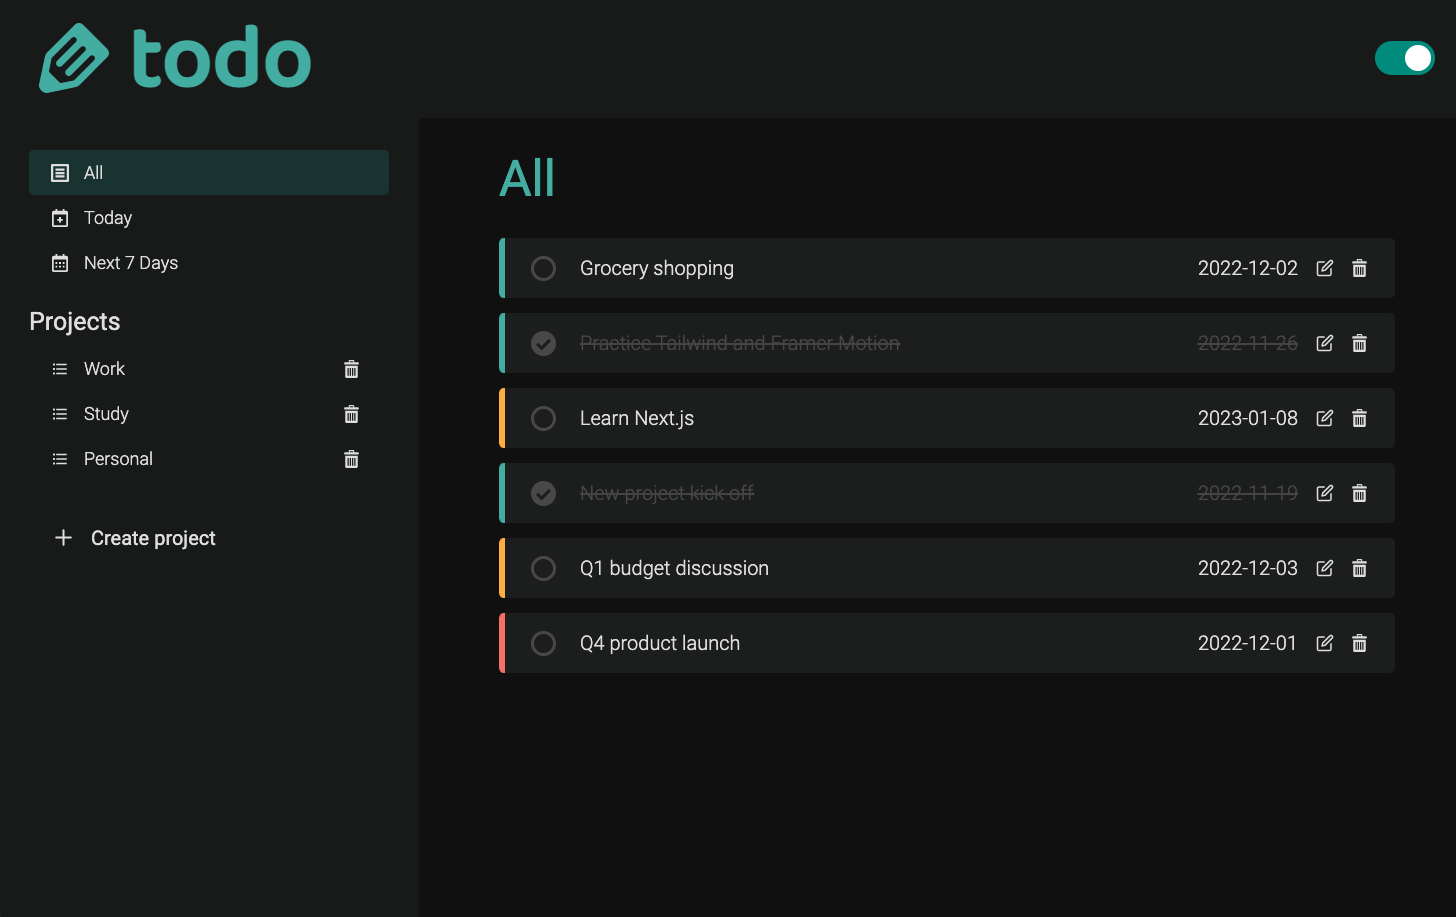 todo
All
Today
Next 7 Days
Projects
Work
Study
Personal
Create project
All
Grocery shopping 2022-12-02
Practice Tailwind and Framer Motion 2022-11-26
Learn Next.js 2023-01-08
New project kick off 2022-11-19
Q1 budget discussion 2022-12-03
Q4 product launch 2022-12-01